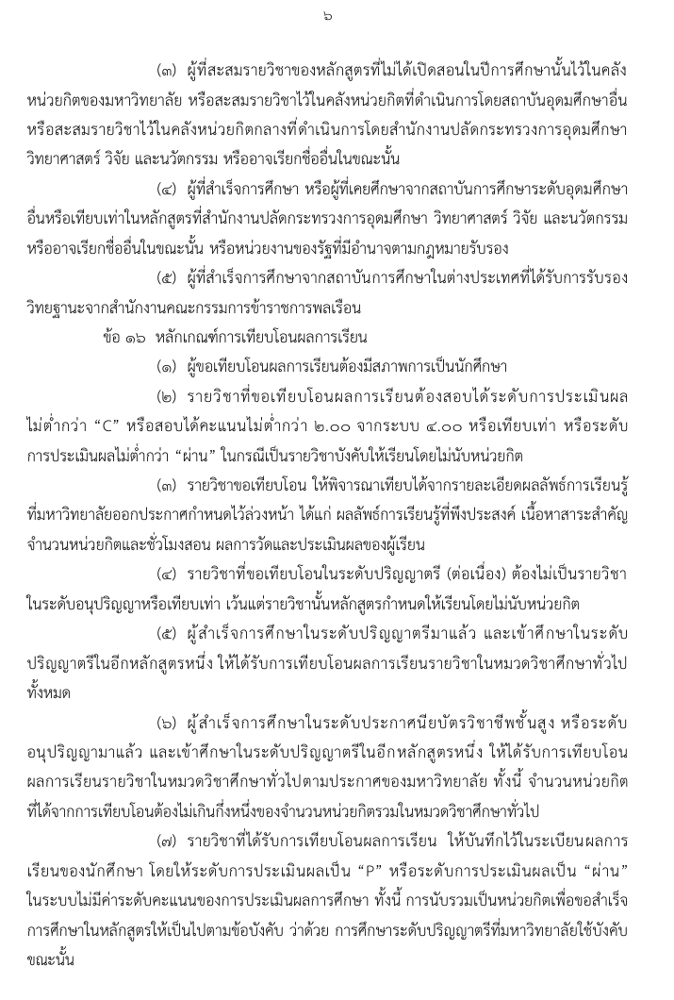 ๖
(๓) ผู้ที่สะสมรายวิชาของหลักสูตรที่ไม่ได้เปิดสอนในปีการศึกษานั้นไว้ในคลัง
หน่วยกิตของมหาวิทยาลัย หรือสะสมรายวิชาไว้ในคลังหน่วยกิตที่ดำเนินการโดยสถาบันอุดมศึกษาอื่น
หรือสะสมรายวิชาไว้ในคลังหน่วยกิตกลางที่ดำเนินการโดยสำนักงานปลัดกระทรวงการอุดมศึกษา
วิทยาศาสตร์ วิจัย และนวัตกรรม หรืออาจเรียกชื่ออื่นในขณะนั้น
(๔) ผู้ที่สำเร็จการศึกษา หรือผู้ที่เคยศึกษาจากสถาบันการศึกษาระดับอุดมศึกษา
อื่นหรือเทียบเท่าในหลักสูตรที่สำนักงานปลัดกระทรวงการอุดมศึกษา วิทยาศาสตร์ วิจัย และนวัตกรรม
หรืออาจเรียกชื่ออื่นในขณะนั้น หรือหน่วยงานของรัฐที่มีอำนาจตามกฎหมายรับรอง
(๕) ผู้ที่สำเร็จการศึกษาจากสถาบันการศึกษาในต่างประเทศที่ได้รับการรับรอง
วิทยฐานะจากสำนักงานคณะกรรมการข้าราชการพลเรือน
ข้อ ๑๖ หลักเกณฑ์การเทียบโอนผลการเรียน
(๑) ผู้ขอเทียบโอนผลการเรียนต้องมีสภาพการเป็นนักศึกษา
(๒) รายวิชาที่ขอเทียบโอนผลการเรียนต้องสอบได้ระดับการประเมินผล
ไม่ต่ำกว่า “C” หรือสอบได้คะแนนไม่ต่ำกว่า ๒.๐๐ จากระบบ ๔.๐๐ หรือเทียบเท่า หรือระดับ
การประเมินผลไม่ต่ำกว่า “ผ่าน” ในกรณีเป็นรายวิชาบังคับให้เรียนโดยไม่นับหน่วยกิต
(๓) รายวิชาขอเทียบโอน ให้พิจารณาเทียบได้จากรายละเอียดผลลัพธ์การเรียนรู้
ที่มหาวิทยาลัยออกประกาศกำหนดไว้ล่วงหน้า ได้แก่ ผลลัพธ์การเรียนรู้ที่พึงประสงค์ เนื้อหาสาระสำคัญ
จำนวนหน่วยกิตและชั่วโมงสอน ผลการวัดและประเมินผลของผู้เรียน
(๔) รายวิชาที่ขอเทียบโอนในระดับปริญญาตรี (ต่อเนื่อง) ต้องไม่เป็นรายวิชา
ในระดับอนุปริญญาหรือเทียบเท่า เว้นแต่รายวิชานั้นหลักสูตรกำหนดให้เรียนโดยไม่นับหน่วยกิต
(๕) ผู้สำเร็จการศึกษาในระดับปริญญาตรีมาแล้ว และเข้าศึกษาในระดับ
ปริญญาตรีในอีกหลักสูตรหนึ่ง ให้ได้รับการเทียบโอนผลการเรียนรายวิชาในหมวดวิชาศึกษาทั่วไป
ทั้งหมด
(๖) ผู้สำเร็จการศึกษาในระดับประกาศนียบัตรวิชาชีพชั้นสูง หรือระดับ
อนุปริญญามาแล้ว และเข้าศึกษาในระดับปริญญาตรีในอีกหลักสูตรหนึ่ง ให้ได้รับการเทียบโอน
ผลการเรียนรายวิชาในหมวดวิชาศึกษาทั่วไปตามประกาศของมหาวิทยาลัย ทั้งนี้ จำนวนหน่วยกิต
ที่ได้จากการเทียบโอนต้องไม่เกินกึ่งหนึ่งของจำนวนหน่วยกิตรวมในหมวดวิชาศึกษาทั่วไป
(๗) รายวิชาที่ได้รับการเทียบโอนผลการเรียน ให้บันทึกไว้ในระเบียนผลการ
เรียนของนักศึกษา โดยให้ระดับการประเมินผลเป็น “P” หรือระดับการประเมินผลเป็น “ผ่าน”
ในระบบไม่มีค่าระดับคะแนนของการประเมินผลการศึกษา ทั้งนี้ การนับรวมเป็นหน่วยกิตเพื่อขอสำเร็จ
การศึกษาในหลักสูตรให้เป็นไปตามข้อบังคับ ว่าด้วย การศึกษาระดับปริญญาตรีที่มหาวิทยาลัยใช้บังคับ
ขณะนั้น